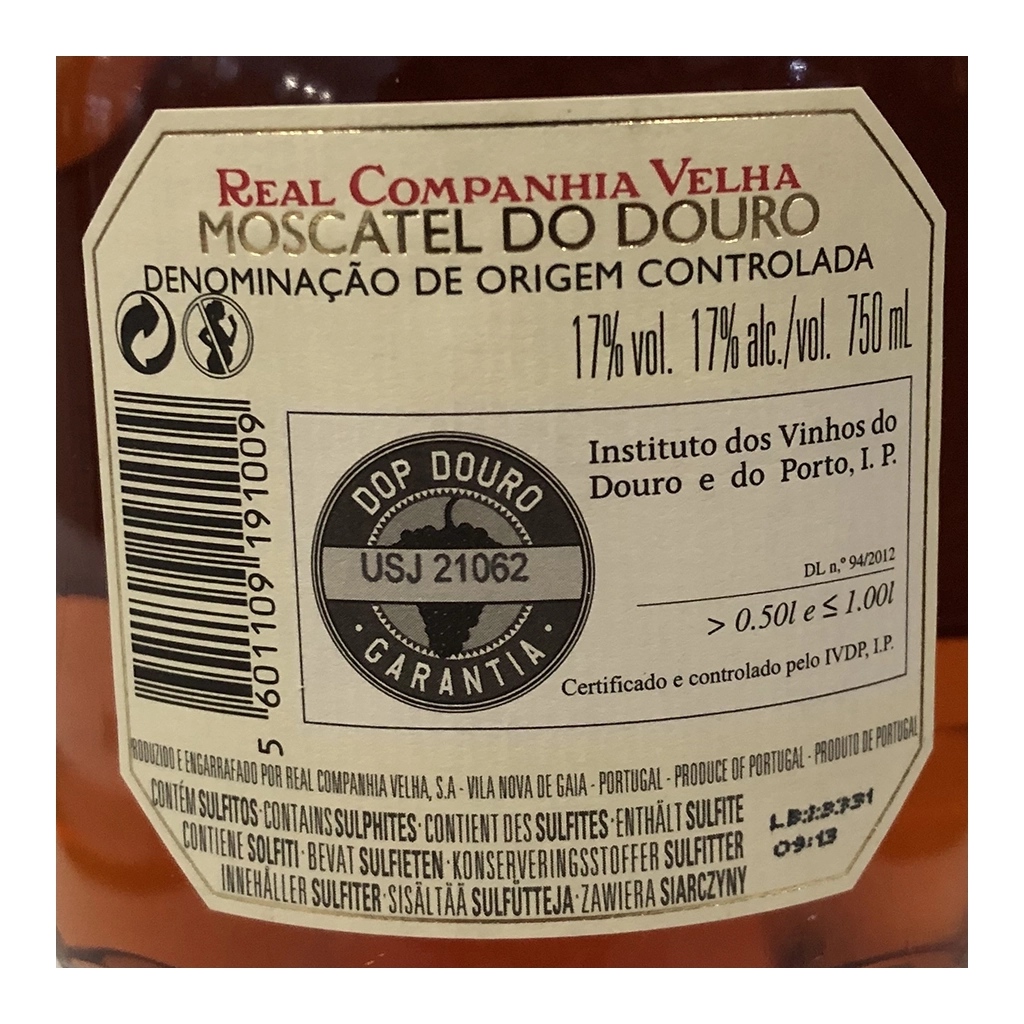 REAL COMPANHIA VELHA
MOSCATEL DO DOURO
DENOMINAÇÃO DE ORIGEM CONTROLADA
17% vol. 17% alc./vol. 750 mL
5 601109 191009
DOP DOURO
USJ 21062
· GARANTIA ·
Instituto dos Vinhos do
Douro e do Porto, I. P.
DL n,º 94/2012
> 0.50l e ≤ 1.00l
Certificado e controlado pelo IVDP, I.P.
PRODUZIDO E ENGARRAFADO POR REAL COMPANHIA VELHA, S.A - VILA NOVA DE GAIA - PORTUGAL - PRODUCE OF PORTUGAL - PRODUTO DE PORTUGAL
CONTÉM SULFITOS · CONTAINS SULPHITES · CONTIENT DES SULFITES · ENTHÄLT SULFITE
CONTIENE SOLFITI · BEVAT SULFIETEN · KONSERVERINGSSTOFFER SULFITTER
INNEHÅLLER SULFITER · SISÄLTÄÄ SULFÜTTEJA · ZAWIERA SIARCZYNY
09:13